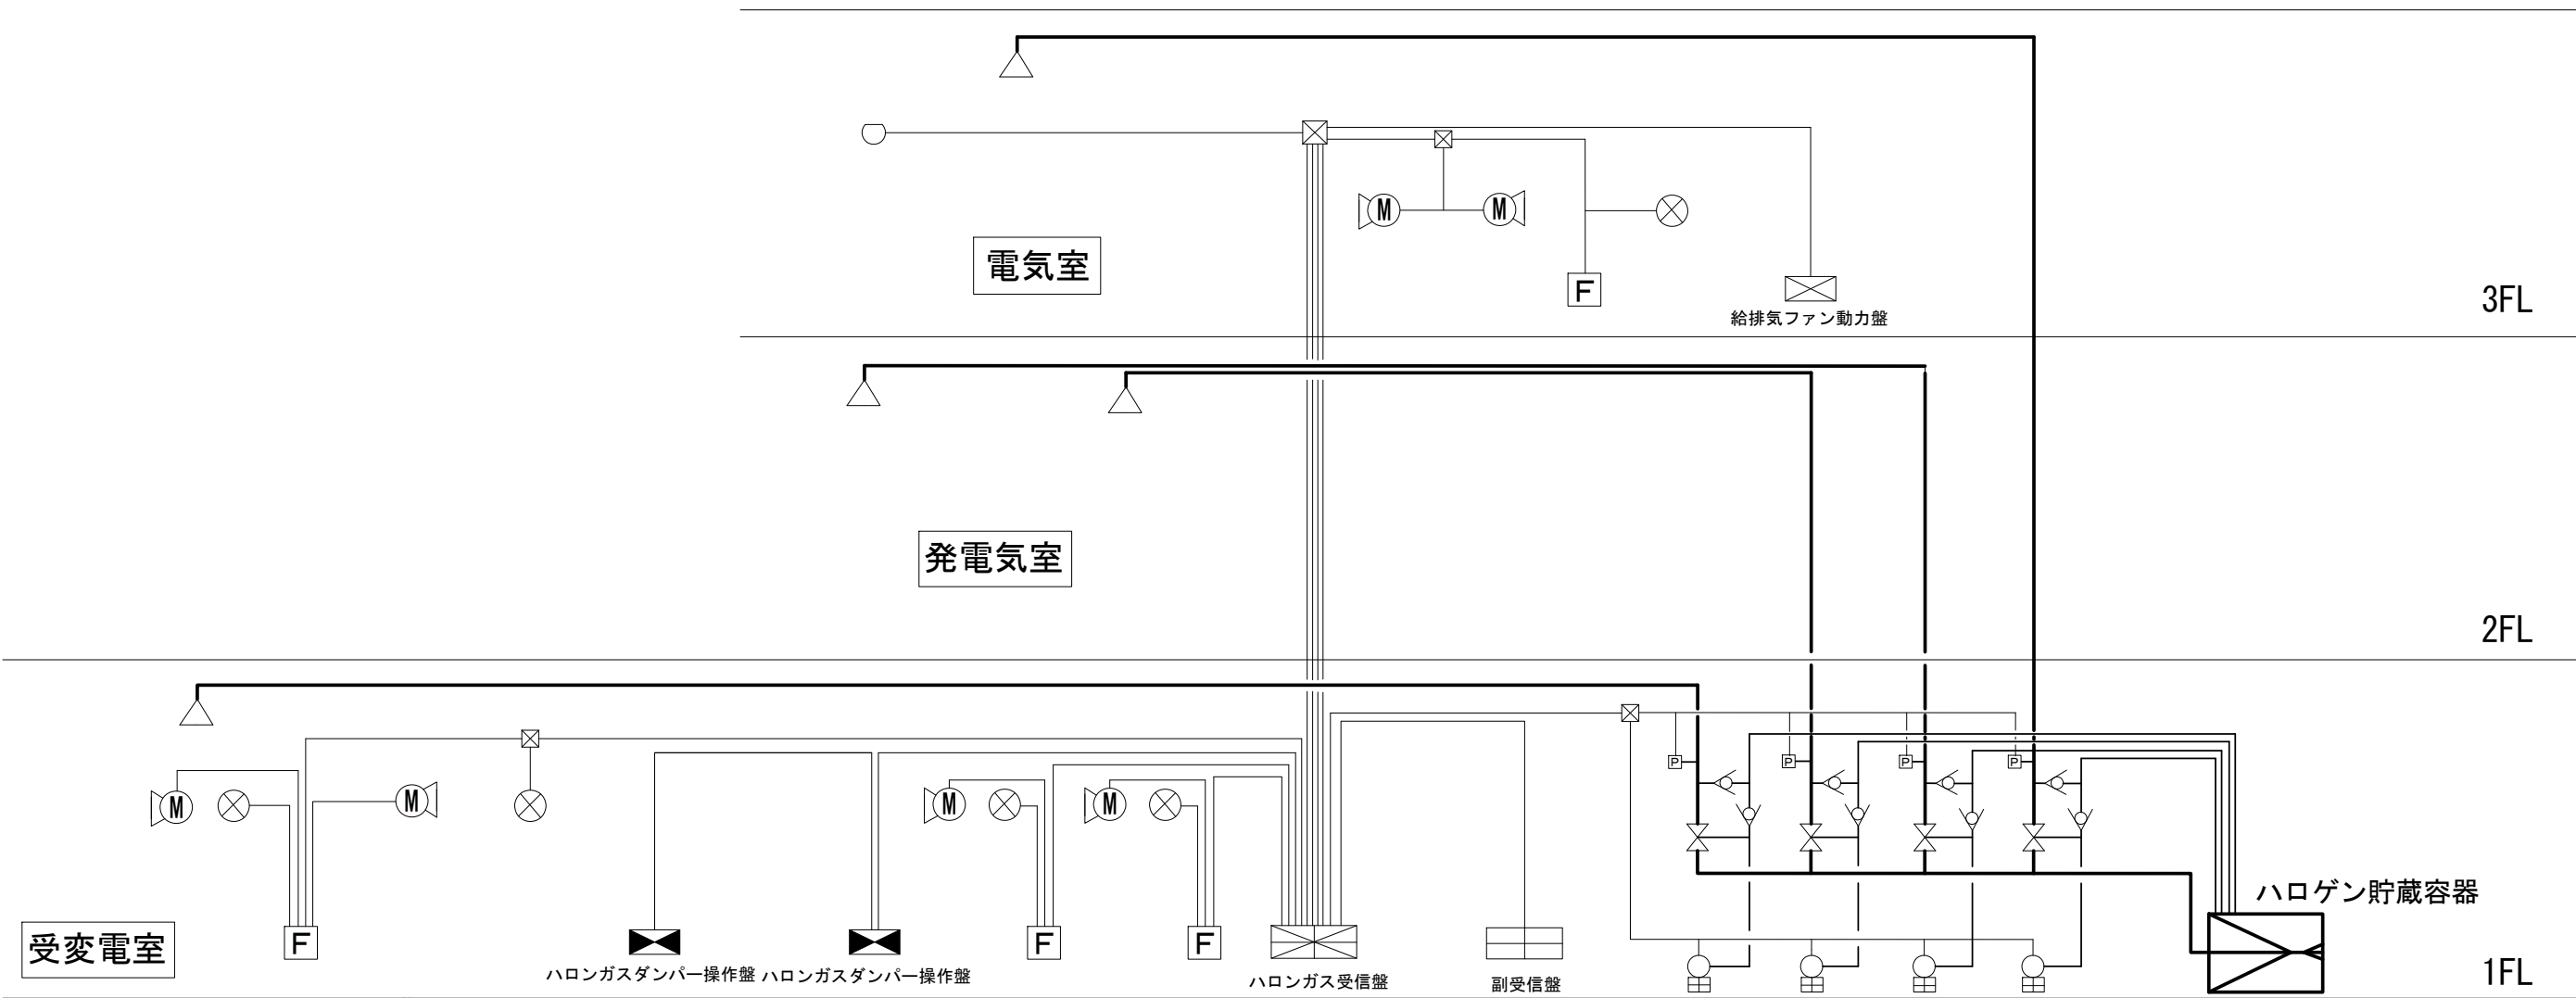 M
M
電気室
F
給排気ファン動力盤
3FL
発電気室
2FL
P
P
P
P
M
M
M
M
ハロゲン貯蔵容器
受変電室
F
F
F
ハロンガスダンパー操作盤
ハロンガスダンパー操作盤
ハロンガス受信盤
副受信盤
1FL